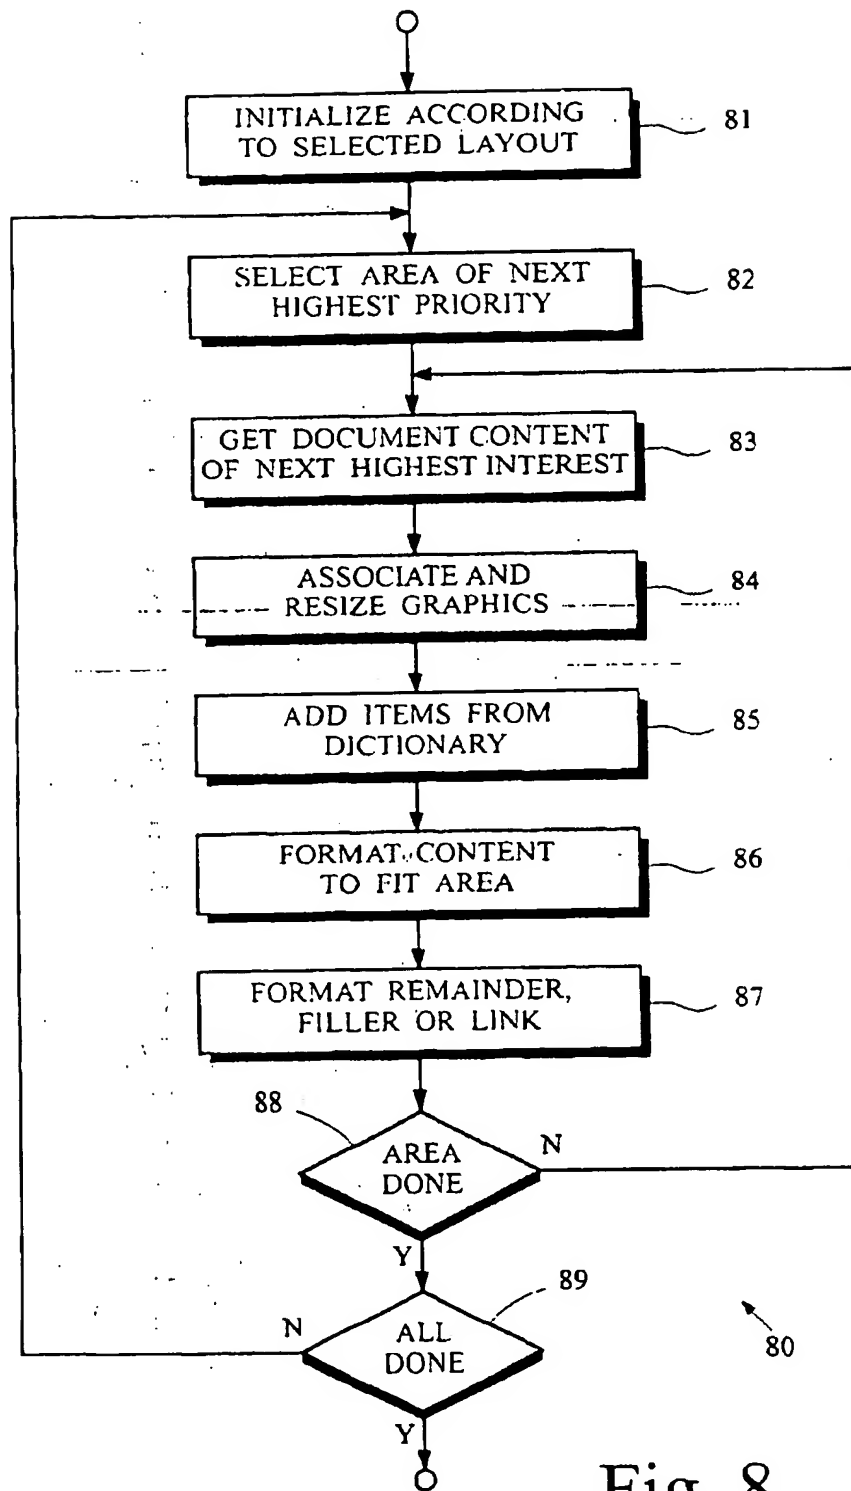 INITIALIZE ACCORDING
TO SELECTED LAYOUT
81
SELECT AREA OF NEXT
HIGHEST PRIORITY
82
GET DOCUMENT CONTENT
OF NEXT HIGHEST INTEREST
83
ASSOCIATE AND
RESIZE GRAPHICS
84
ADD ITEMS FROM
DICTIONARY
85
FORMAT CONTENT
TO FIT AREA
86
FORMAT REMAINDER,
FILLER OR LINK
87
88
AREA
DONE
N
Y
89
ALL
DONE
N
Y
80
Fig. 8